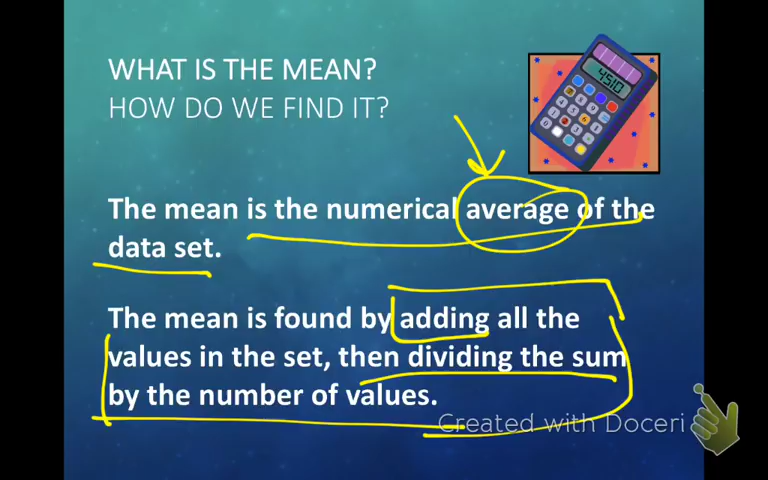 WHAT IS THE MEAN?
HOW DO WE FIND IT?
4510
The mean is the numerical average of the
data set.
The mean is found by adding all the
values in the set, then dividing the sum
by the number of values.
Created with Doceri